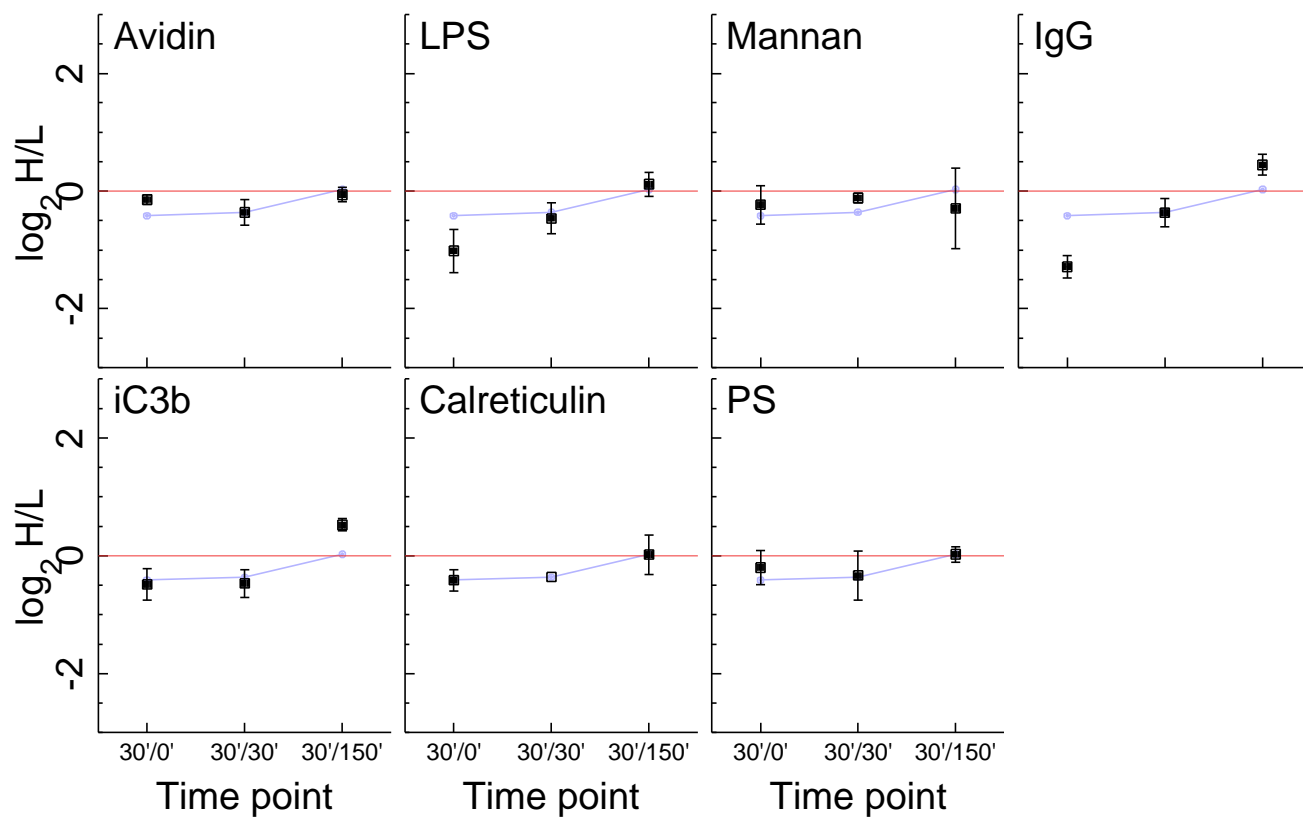 Avidin
LPS
Mannan
IgG
log2 H/L
2
0
-2
iC3b
Calreticulin
PS
log2 H/L
2
0
-2
30'/0' 30'/30' 30'/150'
30'/0' 30'/30' 30'/150'
30'/0' 30'/30' 30'/150'
Time point
Time point
Time point